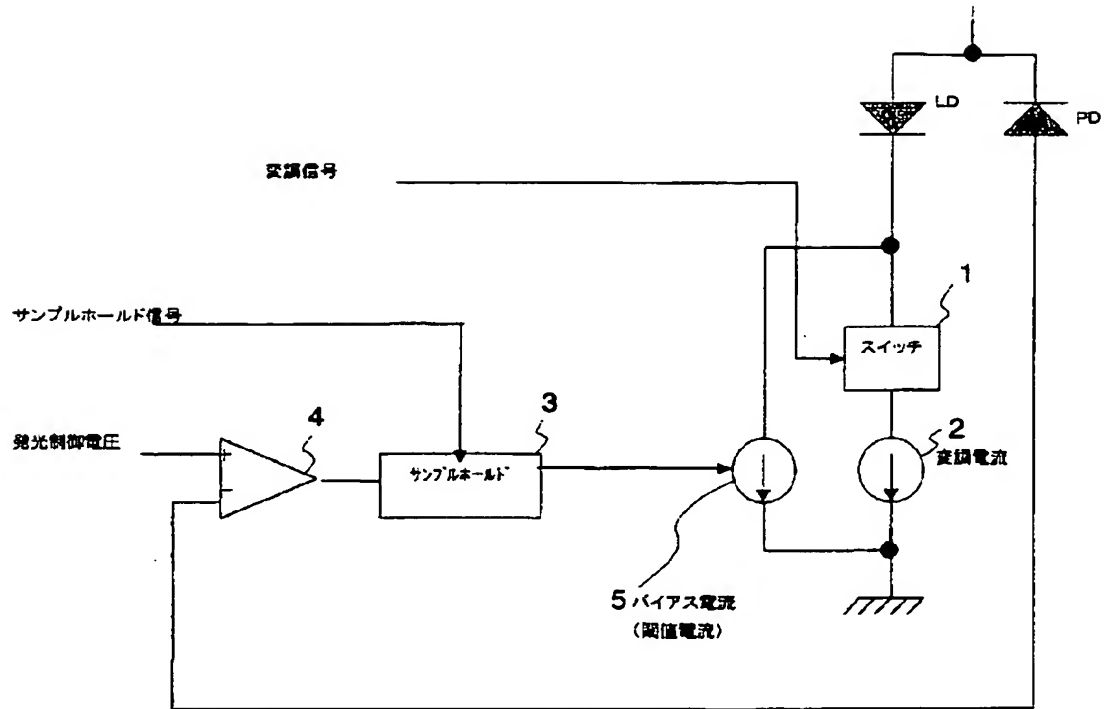 LD
PD
変調信号
1
サンプルホールド信号
スイッチ
発光制御電圧
+
−
4
3
サンプルホールド
2
変調電流
5 バイアス電流
(閾値電流)